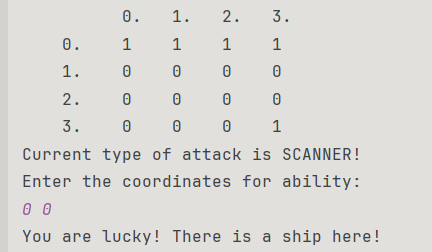 0. 1. 2. 3.
0. 1 1 1 1
1. 0 0 0 0
2. 0 0 0 0
3. 0 0 0 1
Current type of attack is SCANNER!
Enter the coordinates for ability:
0 0
You are lucky! There is a ship here!